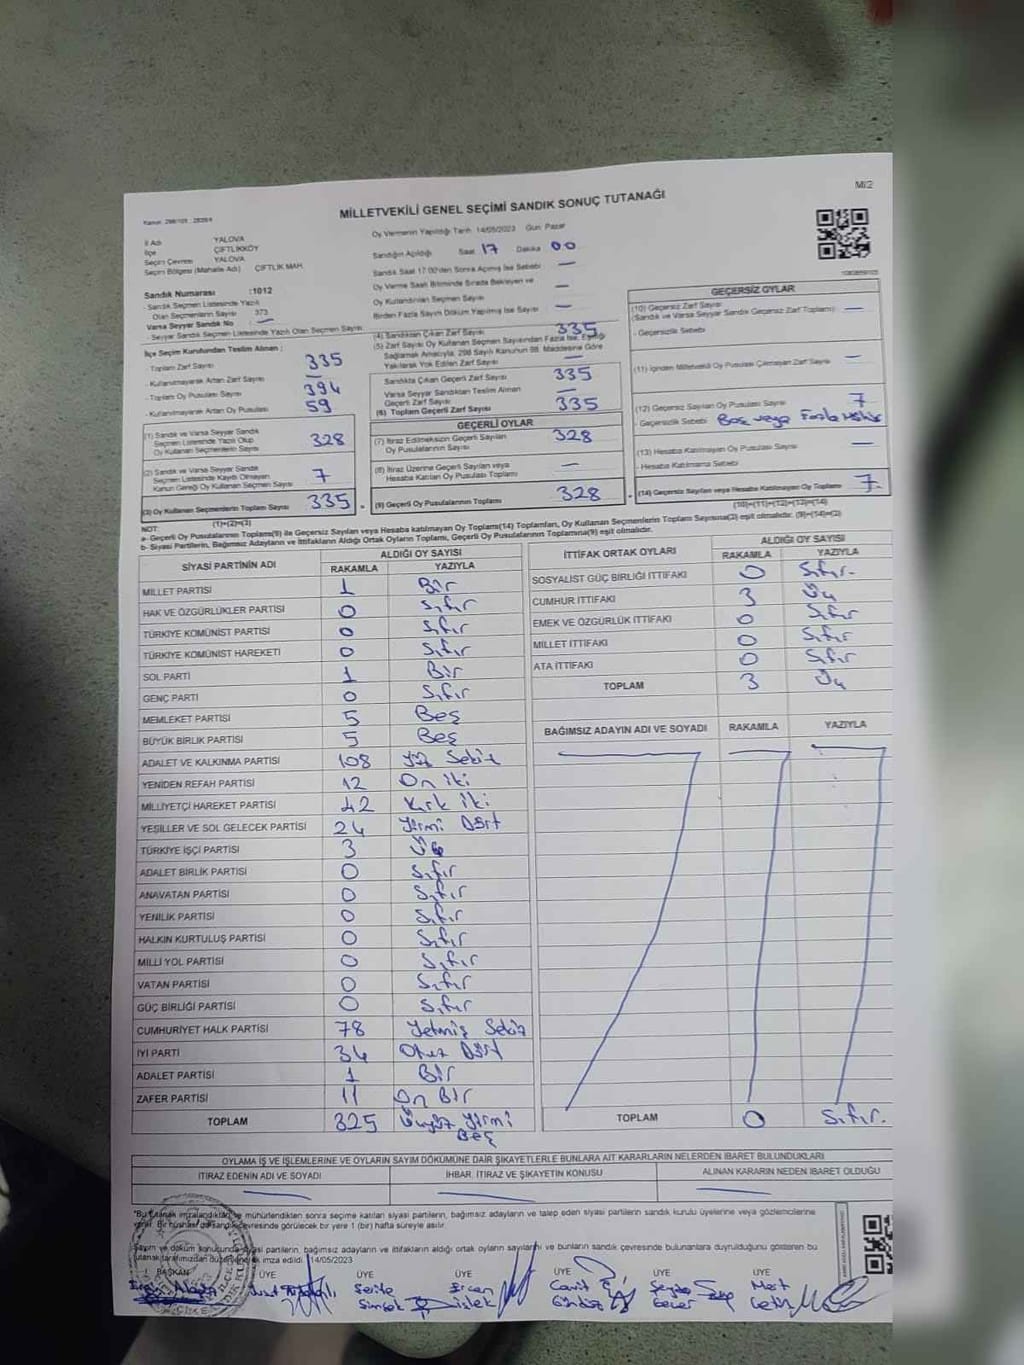 M/2
Kanun: 298/105 : 2839/4
MİLLETVEKİLİ GENEL SEÇİMİ SANDIK SONUÇ TUTANAĞI
İl Adı YALOVA
İlçe ÇİFTLİKKÖY
Seçim Çevresi YALOVA
Seçim Bölgesi (Mahalle Adı) ÇİFTLİK MAH.
Sandık Numarası :1012
- Sandık Seçmen Listesinde Yazılı
Olan Seçmenlerin Sayısı 373
Varsa Seyyar Sandık No —
- Seyyar Sandık Seçmen Listesinde Yazılı Olan Seçmen Sayısı
İlçe Seçim Kurulundan Teslim Alınan :
- Toplam Zarf Sayısı 335
- Kullanılmayarak Artan Zarf Sayısı —
- Toplam Oy Pusulası Sayısı 394
- Kullanılmayarak Artan Oy Pusulası 59
(1) Sandık ve Varsa Seyyar Sandık
Seçmen Listesinde Yazılı Olup
Oy Kullanan Seçmenlerin Sayısı 328
(2) Sandık ve Varsa Seyyar Sandık
Seçmen Listesinde Kayıtlı Olmayan
Kanun Gereği Oy Kullanan Seçmen Sayısı 7
(3) Oy Kullanan Seçmenlerin Toplam Sayısı 335
(1)+(2)=(3)
Oy Vermenin Yapıldığı Tarih 14/05/2023 Gun: Pazar
Sandığın Açıldığı Saat 17 Dakika 00
Sandık Saat 17:00'den Sonra Açılmış İse Sebebi —
Oy Verme Saati Bitiminde Sırada Bekleyen ve
Oy Kullandırılan Seçmen Sayısı —
Birden Fazla Sayım Döküm Yapılmış İse Sayısı —
(4) Sandıktan Çıkan Zarf Sayısı 335
(5) Zarf Sayısı Oy Kullanan Seçmen Sayısından Fazla İse, Eşitliği
Sağlamak Amacıyla, 298 Sayılı Kanunun 98. Maddesine Göre
Yakılarak Yok Edilen Zarf Sayısı —
Sandıkta Çıkan Geçerli Zarf Sayısı 335
Varsa Seyyar Sandıktan Teslim Alınan
Geçerli Zarf Sayısı —
(6) Toplam Geçerli Zarf Sayısı 335
GEÇERLİ OYLAR
(7) İtiraz Edilmeksizin Geçerli Sayılan
Oy Pusulalarının Sayısı 328
(8) İtiraz Üzerine Geçerli Sayılan veya
Hesaba Katılan Oy Pusulası Toplamı —
(9) Geçerli Oy Pusulalarının Toplamı 328
GEÇERSİZ OYLAR
(10) Geçersiz Zarf Sayısı
(Sandık ve Varsa Seyyar Sandık Geçersiz Zarf Toplamı) —
- Geçersizlik Sebebi
(11) İçinden Milletvekili Oy Pusulası Çıkmayan Zarf Sayısı —
(12) Geçersiz Sayılan Oy Pusulası Sayısı 7
- Geçersizlik Sebebi Boş veya Fazla Mühür
(13) Hesaba Katılmayan Oy Pusulası Sayısı —
- Hesaba Katılmama Sebebi
(14) Geçersiz Sayılan veya Hesaba Katılmayan Oy Toplamı 7
(10)+(11)+(12)+(13)=(14)
NOT:
a- Geçerli Oy Pusulalarının Toplamı(9) ile Geçersiz Sayılan veya Hesaba katılmayan Oy Toplamı(14) Toplamları, Oy Kullanan Seçmenlerin Toplam Sayısına(3) eşit olmalıdır. (9)+(14)=(3)
b- Siyasi Partilerin, Bağımsız Adayların ve İttifakların Aldığı Ortak Oyların Toplamı, Geçerli Oy Pusulalarının Toplamına(9) eşit olmalıdır.
SİYASİ PARTİNİN ADI ALDIĞI OY SAYISI
RAKAMLA YAZIYLA
MİLLET PARTİSİ 1 Bir
HAK VE ÖZGÜRLÜKLER PARTİSİ 0 Sıfır
TÜRKİYE KOMÜNİST PARTİSİ 0 Sıfır
TÜRKİYE KOMÜNİST HAREKETİ 0 Sıfır
SOL PARTİ 1 Bir
GENÇ PARTİ 0 Sıfır
MEMLEKET PARTİSİ 5 Beş
BÜYÜK BİRLİK PARTİSİ 5 Beş
ADALET VE KALKINMA PARTİSİ 108 Yüz Sekiz
YENİDEN REFAH PARTİSİ 12 On iki
MİLLİYETÇİ HAREKET PARTİSİ 42 Kırk iki
YEŞİLLER VE SOL GELECEK PARTİSİ 24 Yirmi Dört
TÜRKİYE İŞÇİ PARTİSİ 3 Üç
ADALET BİRLİK PARTİSİ 0 Sıfır
ANAVATAN PARTİSİ 0 Sıfır
YENİLİK PARTİSİ 0 Sıfır
HALKIN KURTULUŞ PARTİSİ 0 Sıfır
MİLLİ YOL PARTİSİ 0 Sıfır
VATAN PARTİSİ 0 Sıfır
GÜÇ BİRLİĞİ PARTİSİ 0 Sıfır
CUMHURİYET HALK PARTİSİ 78 Yetmiş Sekiz
İYİ PARTİ 34 Otuz Dört
ADALET PARTİSİ 1 Bir
ZAFER PARTİSİ 11 On Bir
TOPLAM 325 Üçyüz Yirmi Beş
İTTİFAK ORTAK OYLARI ALDIĞI OY SAYISI
RAKAMLA YAZIYLA
SOSYALİST GÜÇ BİRLİĞİ İTTİFAKI 0 Sıfır.
CUMHUR İTTİFAKI 3 Üç
EMEK VE ÖZGÜRLÜK İTTİFAKI 0 Sıfır
MİLLET İTTİFAKI 0 Sıfır
ATA İTTİFAKI 0 Sıfır
TOPLAM 3 Üç
BAĞIMSIZ ADAYIN ADI VE SOYADI RAKAMLA YAZIYLA
TOPLAM 0 Sıfır.
OYLAMA İŞ VE İŞLEMLERİNE VE OYLARIN SAYIM DÖKÜMÜNE DAİR ŞİKAYETLERLE BUNLARA AİT KARARLARIN NELERDEN İBARET BULUNDUKLARI
İTİRAZ EDENİN ADI VE SOYADI İHBAR, İTİRAZ VE ŞİKAYETİN KONUSU ALINAN KARARIN NEDEN İBARET OLDUĞU
"Bu tutanak imzalandıktan ve mühürlendikten sonra seçime katılan siyasi partilerin, bağımsız adayların ve talep eden siyasi partilerin sandık kurulu üyelerine veya gözlemcilerine
verilir. Bir nüshası da sandık çevresinde görülecek bir yere 1 (bir) hafta süreyle asılır.
Sayım ve döküm sonucunda siyasi partilerin, bağımsız adayların ve ittifakların aldığı ortak oyların sayılarını ve bunların sandık çevresinde bulunanlara duyrulduğunu gösteren bu
tutanak tarafımızdan düzenlenerek imza edildi. 14/05/2023
BAŞKAN ÜYE ÜYE ÜYE ÜYE ÜYE ÜYE
Ercan Cavit Mert
Şimşek Gündüz Çetin